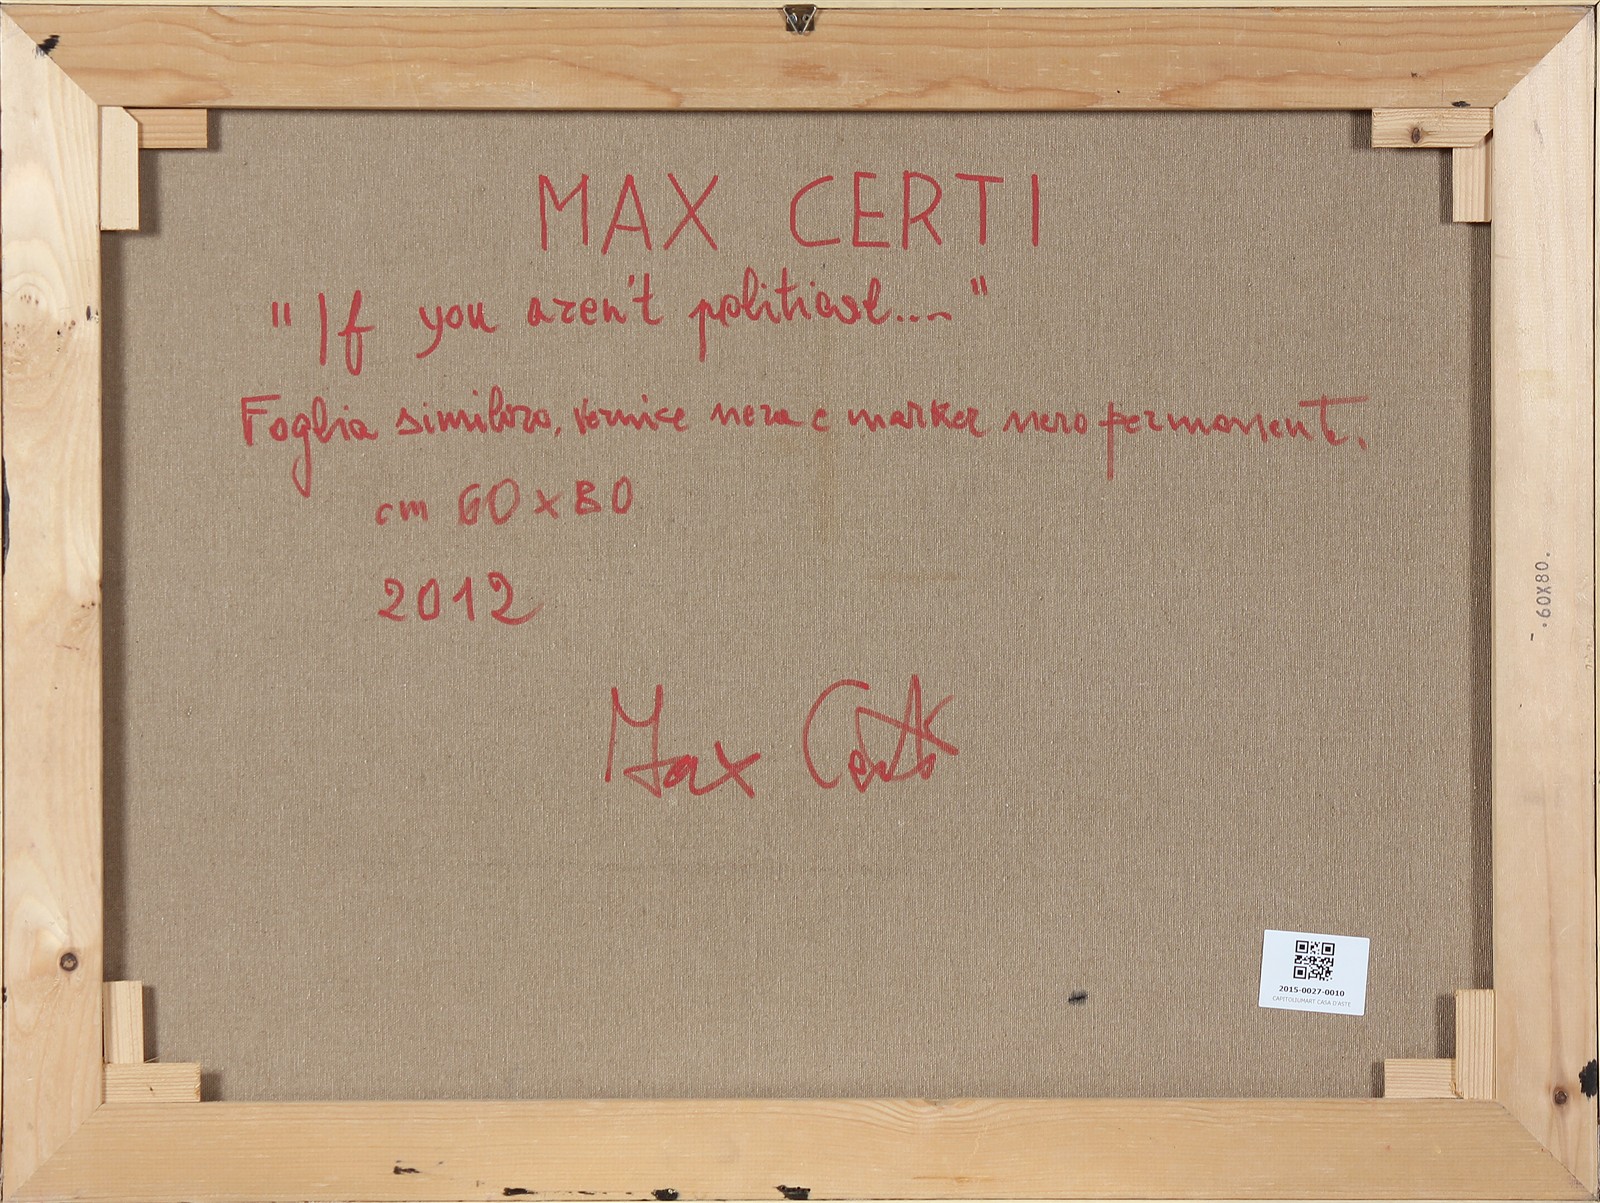 MAX CERTI
"If you aren't political...."
Foglia similoro, vernice nera e marker nero permanent.
cm 60 x 80
2012
Max Certi
.60X80.
2015-0027-0010
CAPITOLIUMART CASA D'ASTE